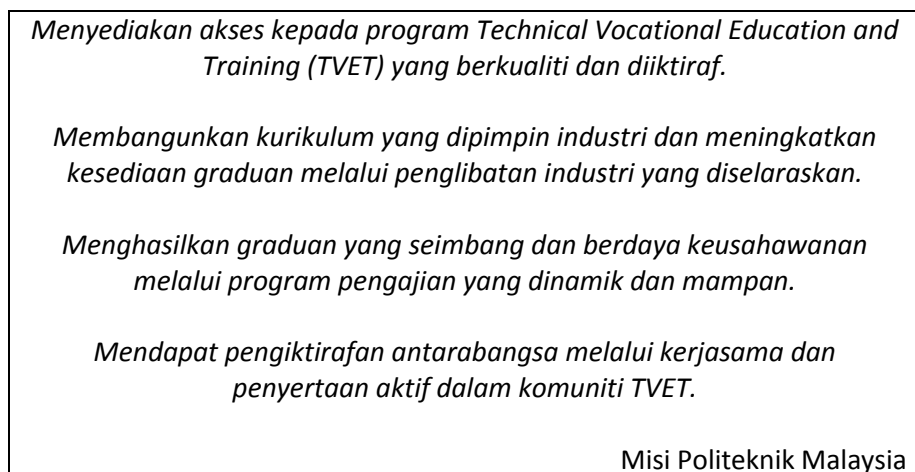 Menyediakan akses kepada program Technical Vocational Education and
Training (TVET) yang berkualiti dan diiktiraf.
Membangunkan kurikulum yang dipimpin industri dan meningkatkan
kesediaan graduan melalui penglibatan industri yang diselaraskan.
Menghasilkan graduan yang seimbang dan berdaya keusahawanan
melalui program pengajian yang dinamik dan mampan.
Mendapat pengiktirafan antarabangsa melalui kerjasama dan
penyertaan aktif dalam komuniti TVET.
Misi Politeknik Malaysia